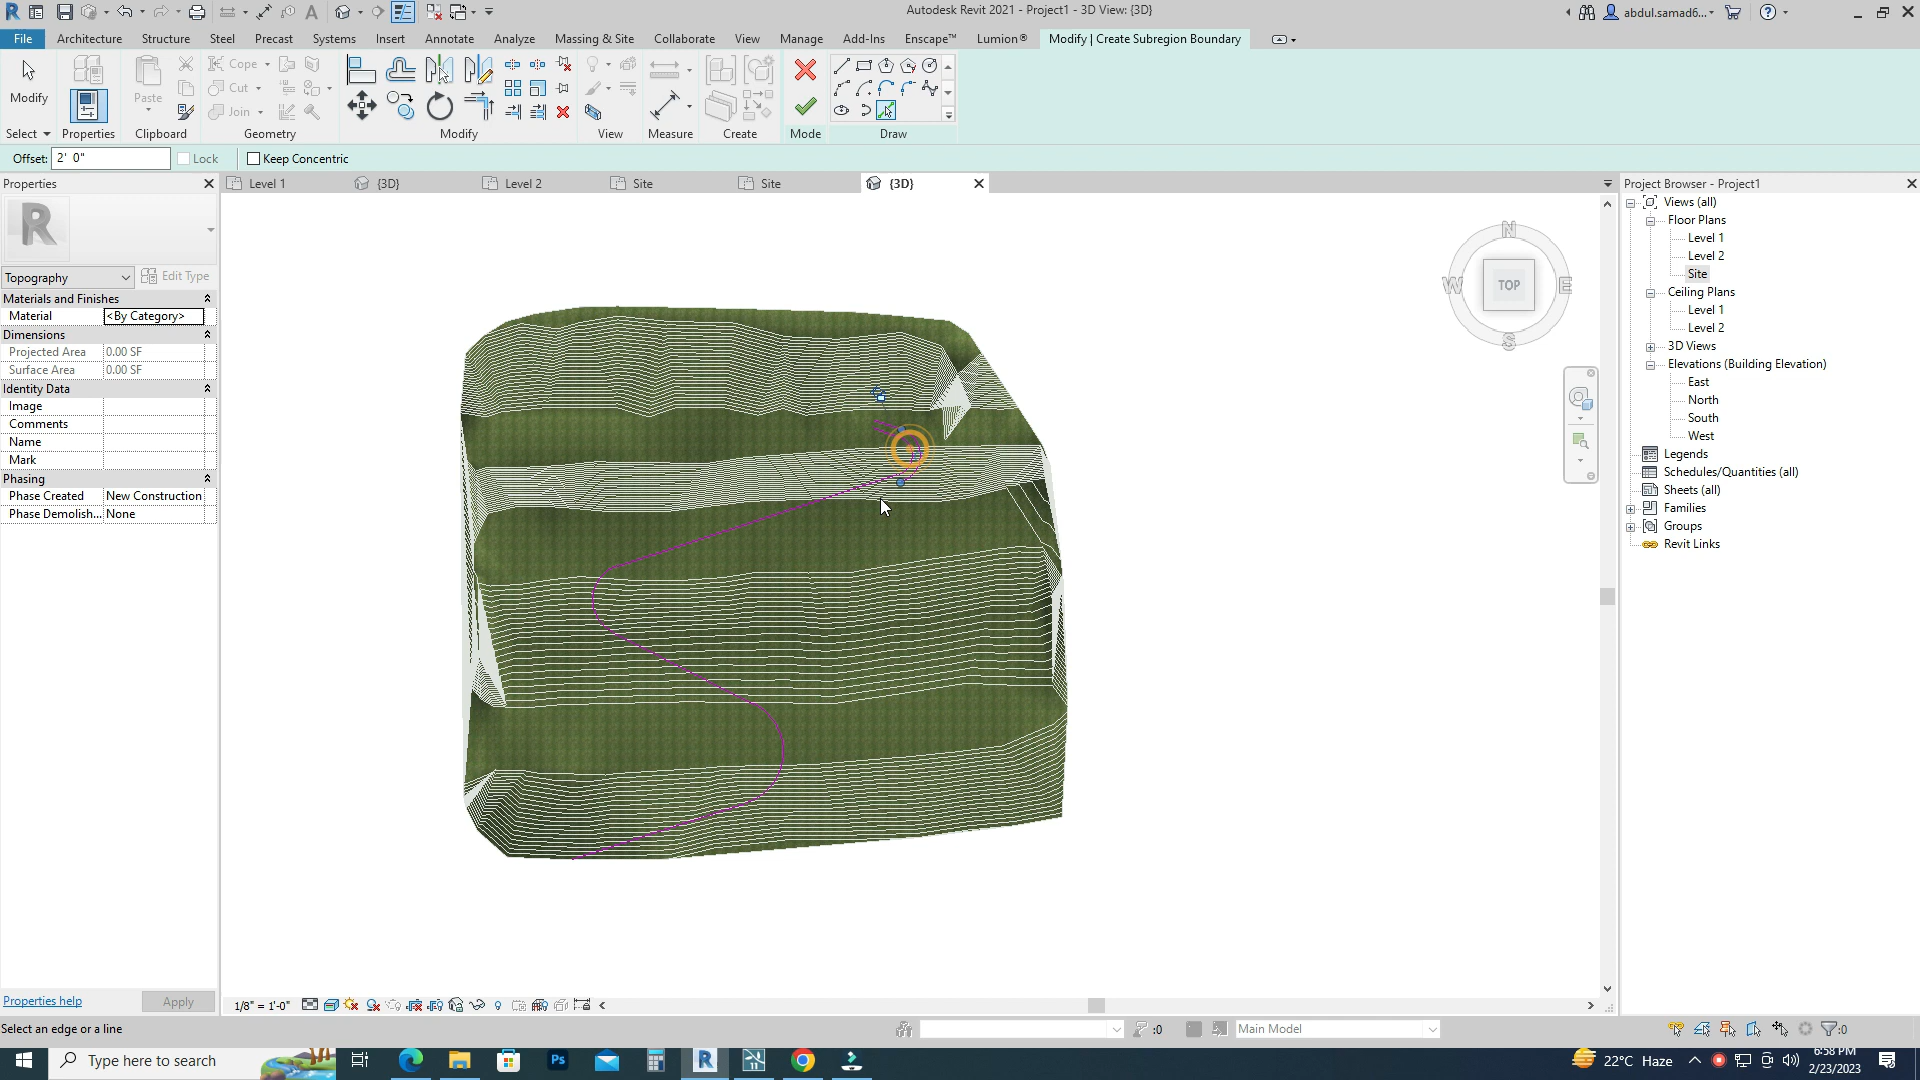 Autodesk Revit 2021 - Project1 - 3D View: {3D}
abdul.samad6...
File Architecture Structure Steel Precast Systems Insert Annotate Analyze Massing & Site Collaborate View Manage Add-Ins Enscape™ Lumion® Modify | Create Subregion Boundary
Modify
Paste
Cope
Cut
Join
Select Properties Clipboard Geometry Modify View Measure Create Mode Draw
Offset: 2' 0" Lock Keep Concentric
Properties
Level 1 {3D} Level 2 Site Site {3D}
Project Browser - Project1
Topography Edit Type
Materials and Finishes
Material <By Category>
Dimensions
Projected Area 0.00 SF
Surface Area 0.00 SF
Identity Data
Image
Comments
Name
Mark
Phasing
Phase Created New Construction
Phase Demolish... None
N
W TOP E
S
Views (all)
Floor Plans
Level 1
Level 2
Site
Ceiling Plans
Level 1
Level 2
3D Views
Elevations (Building Elevation)
East
North
South
West
Legends
Schedules/Quantities (all)
Sheets (all)
Families
Groups
Revit Links
Properties help Apply
1/8" = 1'-0"
Select an edge or a line
:0 Main Model :0
Type here to search
22°C Haze
6:58 PM
2/23/2023